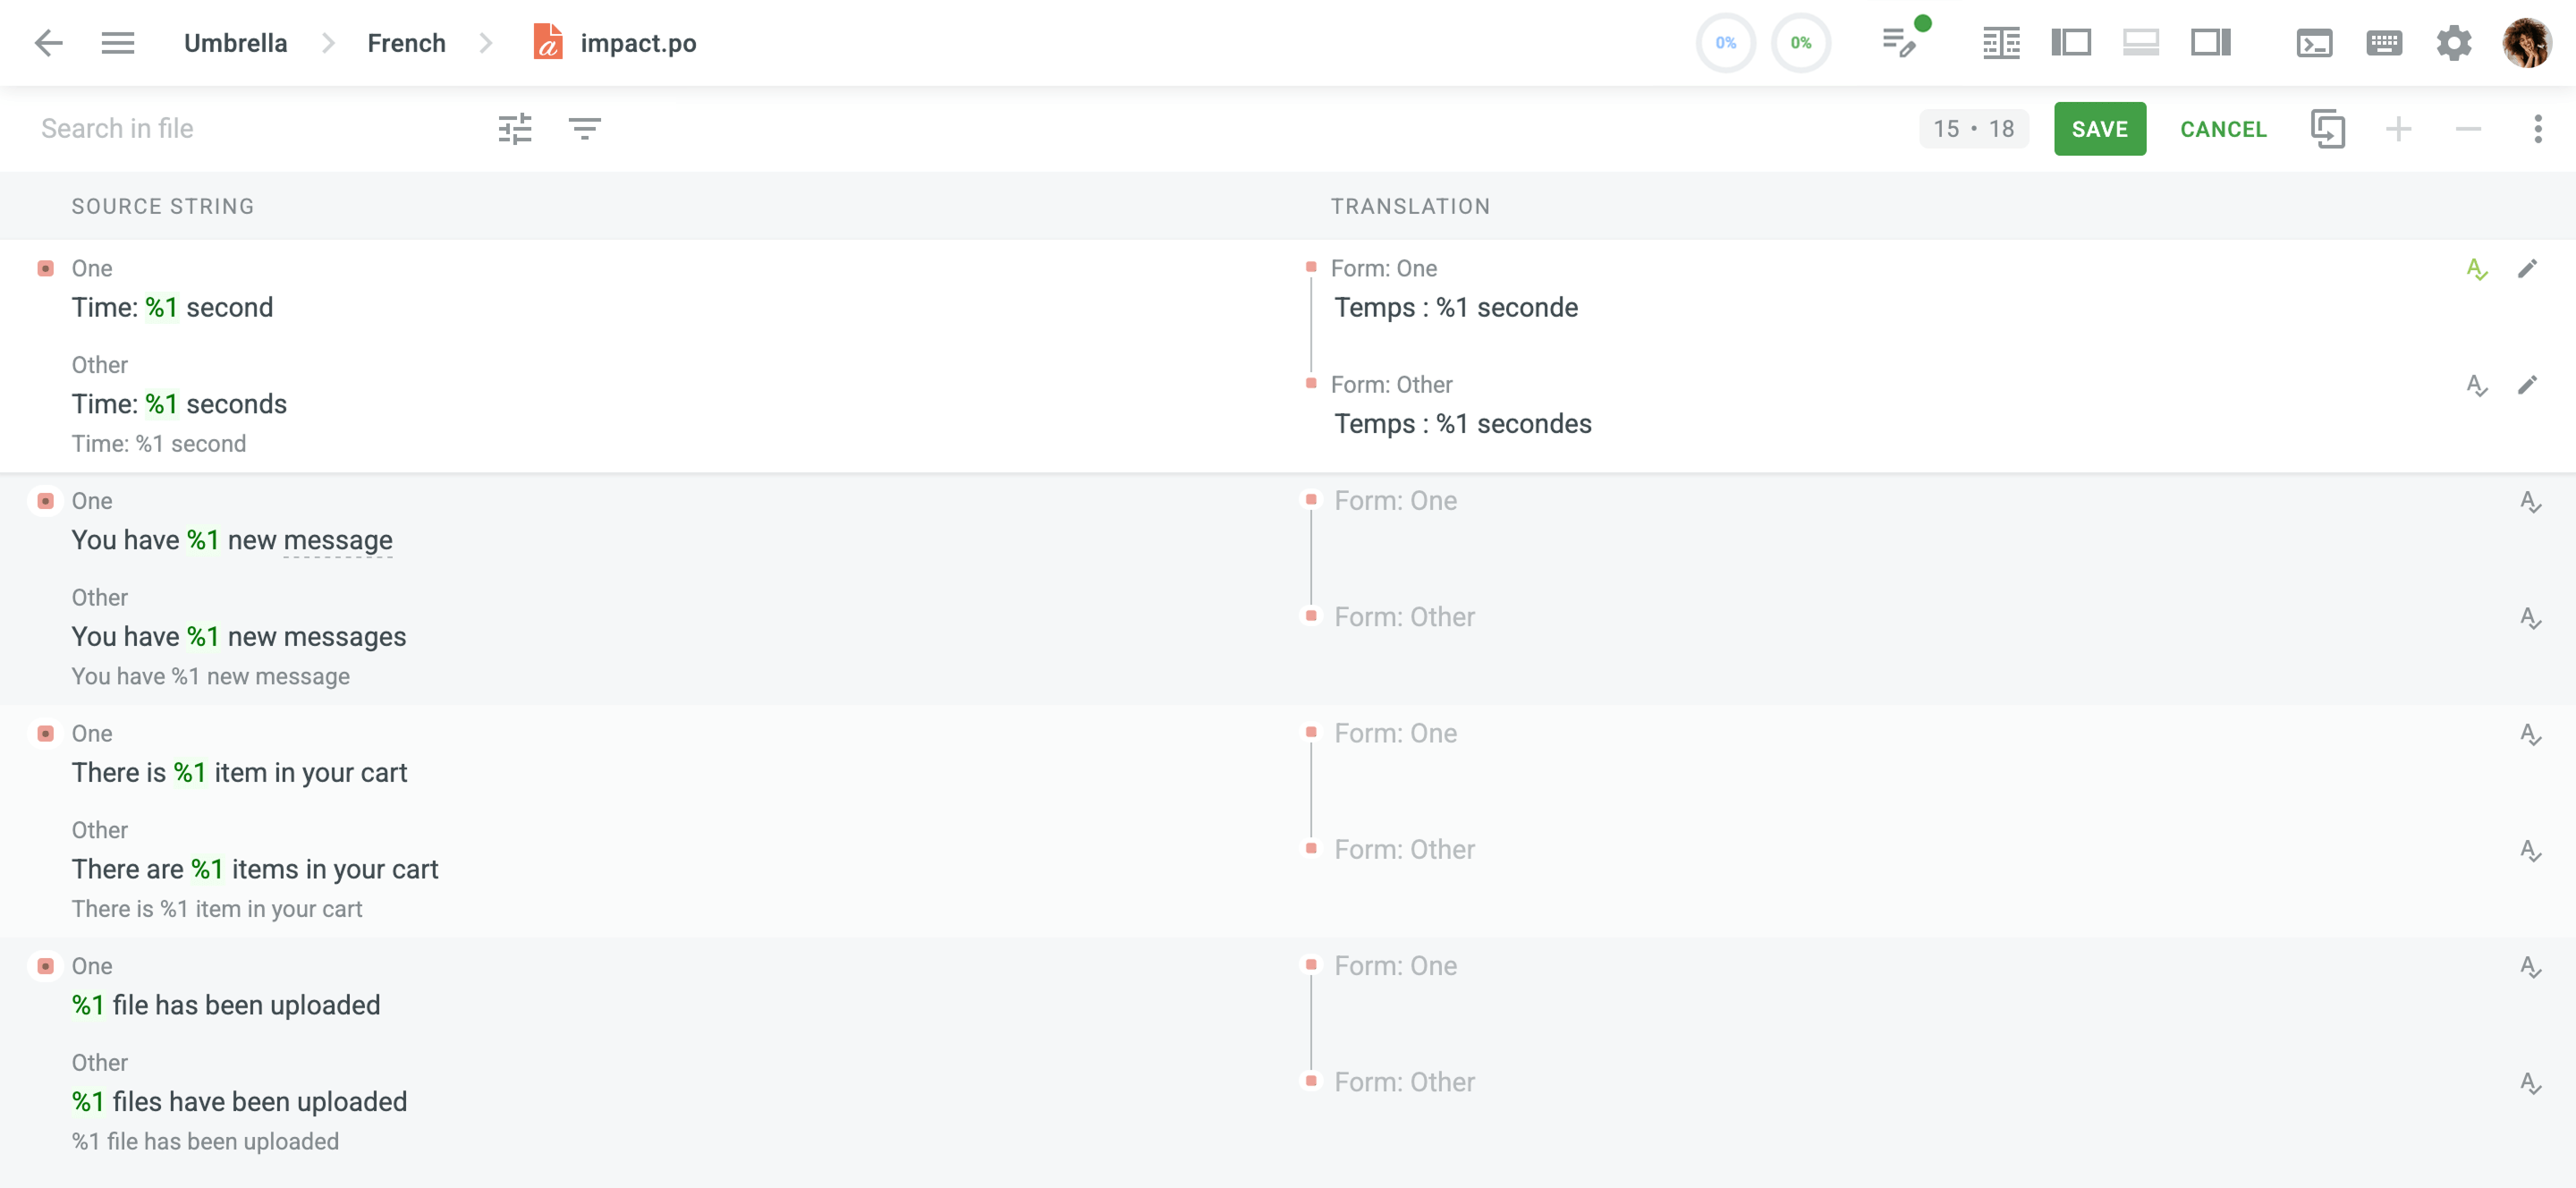 Umbrella
French
impact.po
0%
0%
Search in file
15 • 18
SAVE
CANCEL
SOURCE STRING
TRANSLATION
One
Time: %1 second
Other
Time: %1 seconds
Time: %1 second
Form: One
Temps : %1 seconde
Form: Other
Temps : %1 secondes
One
You have %1 new message
Other
You have %1 new messages
You have %1 new message
Form: One
Form: Other
One
There is %1 item in your cart
Other
There are %1 items in your cart
There is %1 item in your cart
Form: One
Form: Other
One
%1 file has been uploaded
Other
%1 files have been uploaded
%1 file has been uploaded
Form: One
Form: Other